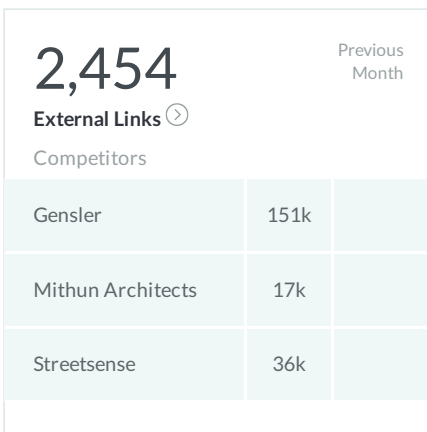 2,454
Previous
Month
External Links
Competitors
Gensler 151k
Mithun Architects 17k
Streetsense 36k